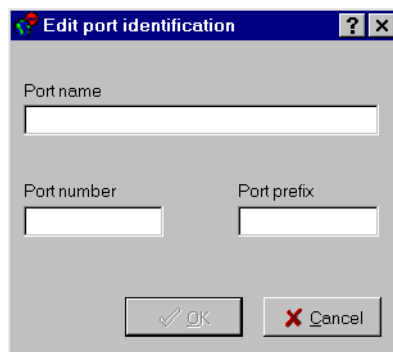 Edit port identification
Port name
Port number Port prefix
OK Cancel